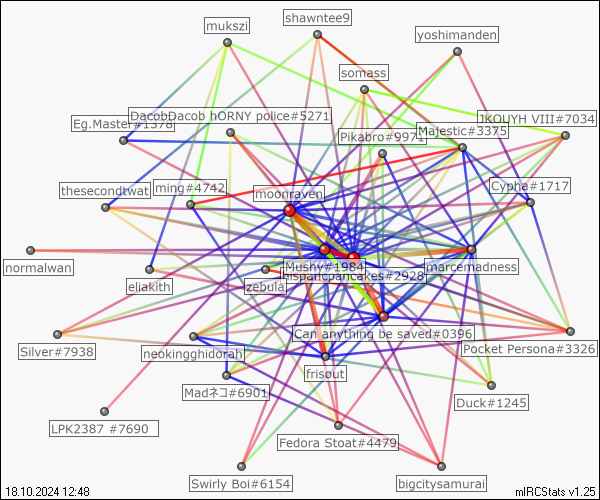 shawntee9
mukszi
yoshimanden
somass
DacobDacob hORNY police#5271
JKOUYH VIII#7034
Eg.Master#1378
Majestic#3375
Pikabro#9971
thesecondtwat
ming#4742
moonraven
Cypha#1717
normalwan
Mushy#1984
jmarcemadness
hispanicpancakes#2928
eliakith
zebula
Can anything be saved#0396
Silver#7938
neokingghidorah
Pocket Persona#3326
frisout
Madネコ#6901
Duck#1245
LPK2387 #7690
Fedora Stoat#4479
Swirly Boi#6154
bigcitysamurai
18.10.2024 12:48
mIRCStats v1.25